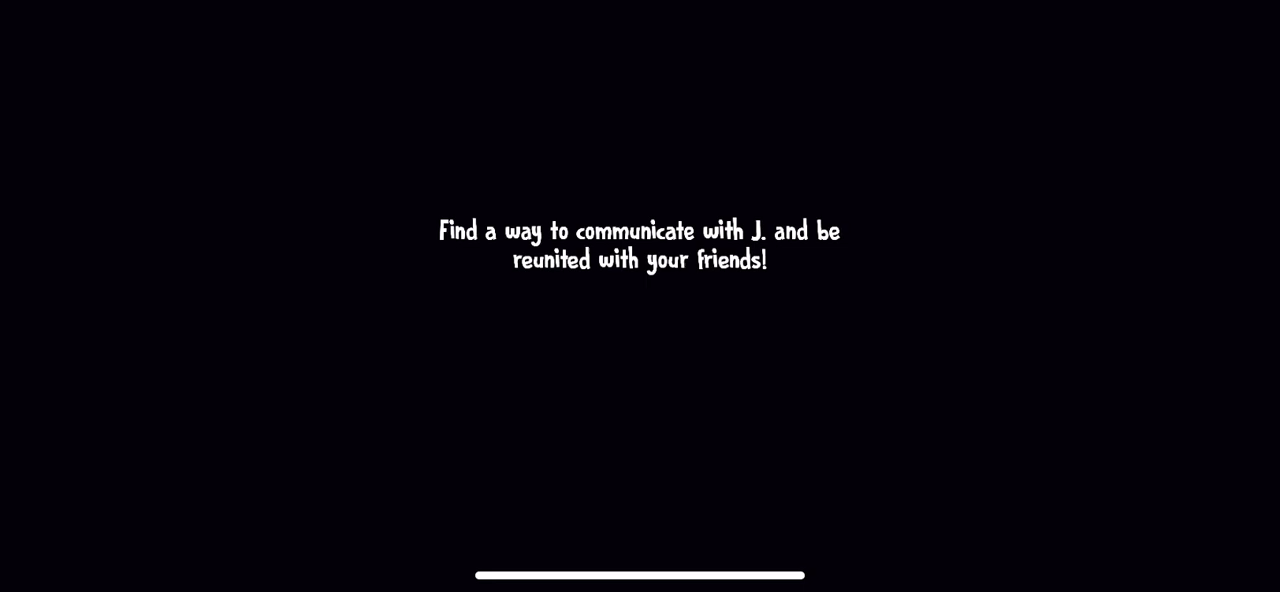 Find a way to communicate with J. and be
reunited with your friends!